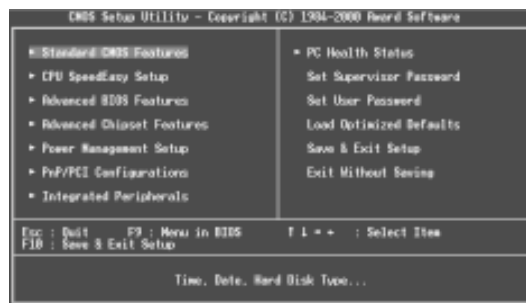 CMOS Setup Utility - Copyright (C) 1984-2000 Award Software
▸ Standard CMOS Features
▸ CPU SpeedEasy Setup
▸ Advanced BIOS Features
▸ Advanced Chipset Features
▸ Power Management Setup
▸ PnP/PCI Configurations
▸ Integrated Peripherals
▸ PC Health Status
Set Supervisor Password
Set User Password
Load Optimized Defaults
Save & Exit Setup
Exit Without Saving
Esc : Quit F9 : Menu in BIOS ↑ ↓ → ← : Select Item
F10 : Save & Exit Setup
Time, Date, Hard Disk Type...